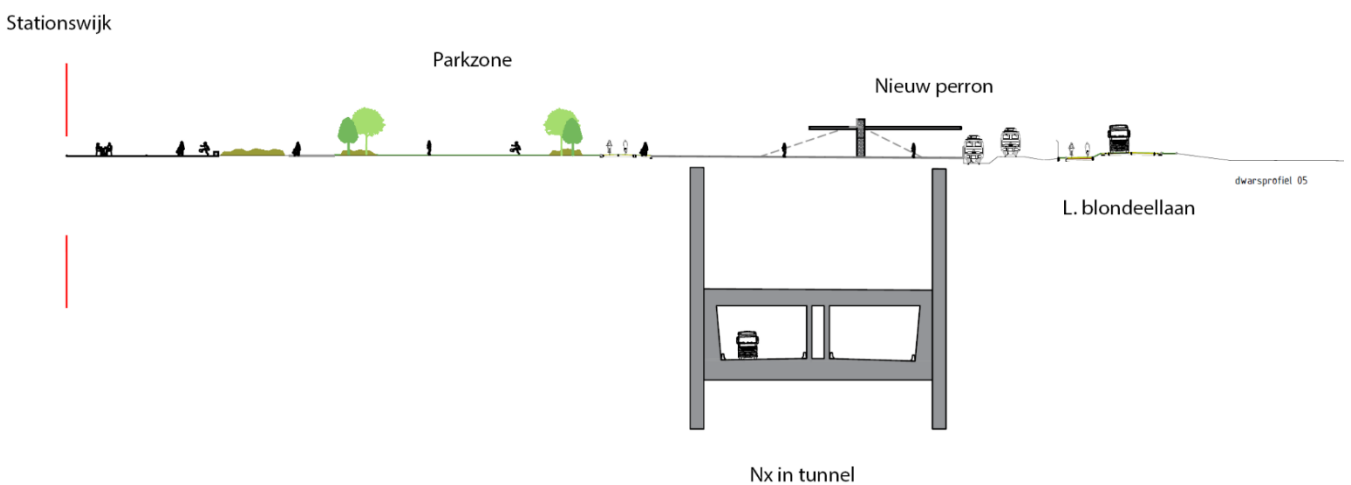 Stationswijk
Parkzone
Nieuw perron
dwarsprofiel 05
L. blondeellaan
Nx in tunnel